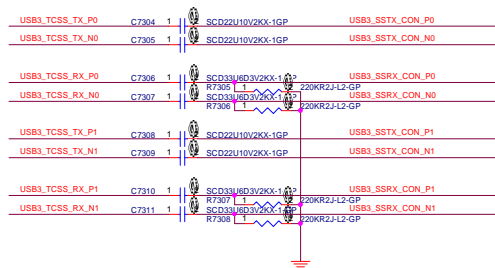 USB3_TCSS_TX_P0 C7304 1 SCD22U10V2KX-1GP USB3_SSTX_CON_P0
USB3_TCSS_TX_N0 C7305 1 SCD22U10V2KX-1GP USB3_SSTX_CON_N0
USB3_TCSS_RX_P0 C7306 1 SCD33U6D3V2KX-1GP USB3_SSRX_CON_P0
R7305 1 220KR2J-L2-GP
USB3_TCSS_RX_N0 C7307 1 SCD33U6D3V2KX-1GP USB3_SSRX_CON_N0
R7306 1 220KR2J-L2-GP
USB3_TCSS_TX_P1 C7308 1 SCD22U10V2KX-1GP USB3_SSTX_CON_P1
USB3_TCSS_TX_N1 C7309 1 SCD22U10V2KX-1GP USB3_SSTX_CON_N1
USB3_TCSS_RX_P1 C7310 1 SCD33U6D3V2KX-1GP USB3_SSRX_CON_P1
R7307 1 220KR2J-L2-GP
USB3_TCSS_RX_N1 C7311 1 SCD33U6D3V2KX-1GP USB3_SSRX_CON_N1
R7308 1 220KR2J-L2-GP